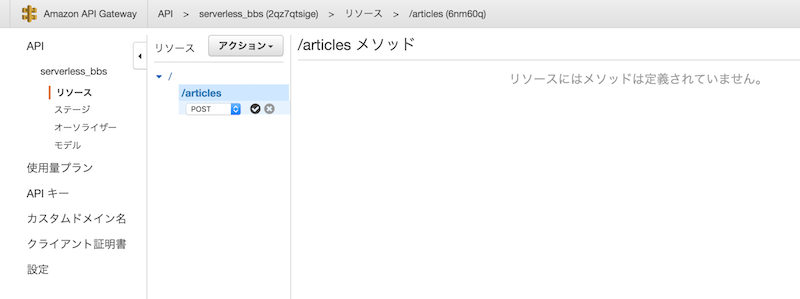 Amazon API Gateway
API > serverless_bbs (2qz7qtsige) > リソース > /articles (6nm60q)
API
serverless_bbs
リソース
ステージ
オーソライザー
モデル
使用量プラン
API キー
カスタムドメイン名
クライアント証明書
設定
リソース
アクション
/
/articles
POST
/articles メソッド
リソースにはメソッドは定義されていません。